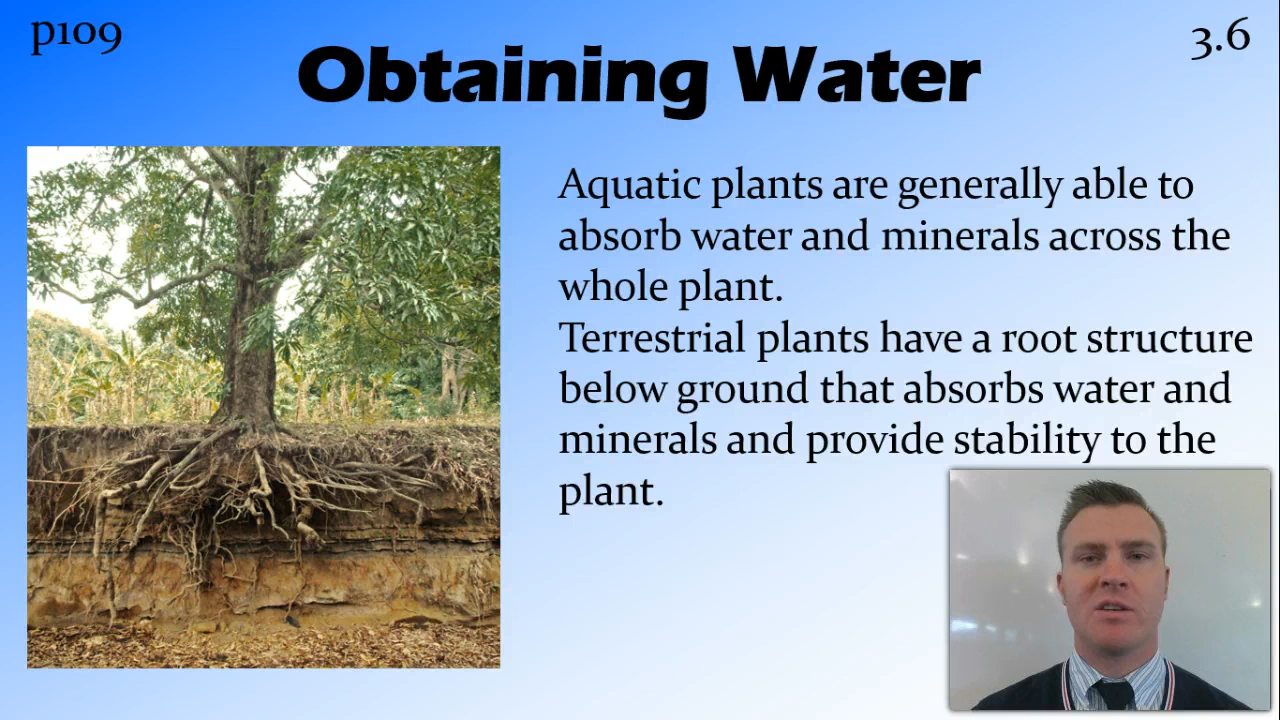 p109
3.6
Obtaining Water
Aquatic plants are generally able to
absorb water and minerals across the
whole plant.
Terrestrial plants have a root structure
below ground that absorbs water and
minerals and provide stability to the
plant.